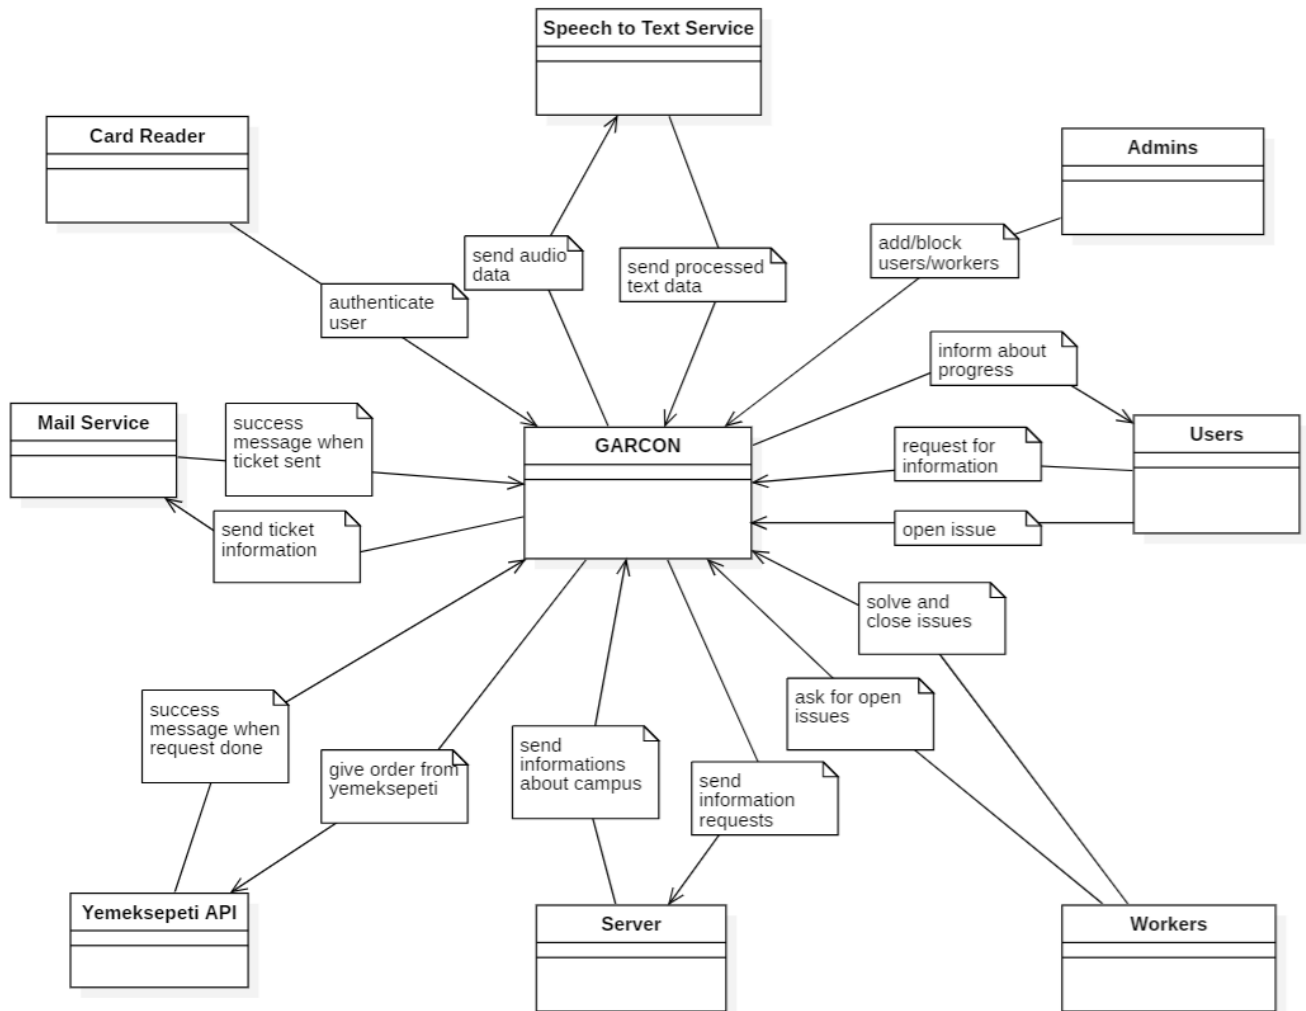 Speech to Text Service
Card Reader
Admins
send audio
data
send processed
text data
add/block
users/workers
authenticate
user
inform about
progress
Mail Service
success
message when
ticket sent
GARCON
Users
request for
information
send ticket
information
open issue
solve and
close issues
success
message when
request done
ask for open
issues
give order from
yemeksepeti
send
informations
about campus
send
information
requests
Yemeksepeti API
Server
Workers